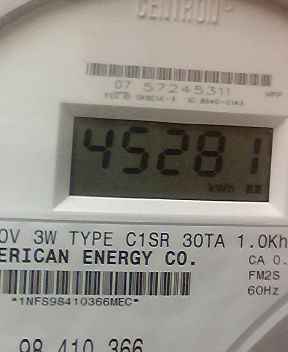 CENTRON
07 57245311
45281
kWh
0V 3W TYPE C1SR 30TA 1.0Kh
ERICAN ENERGY CO.
CA 0.
FM2S
60Hz
*1NFS98410366MEC*
98 410 366